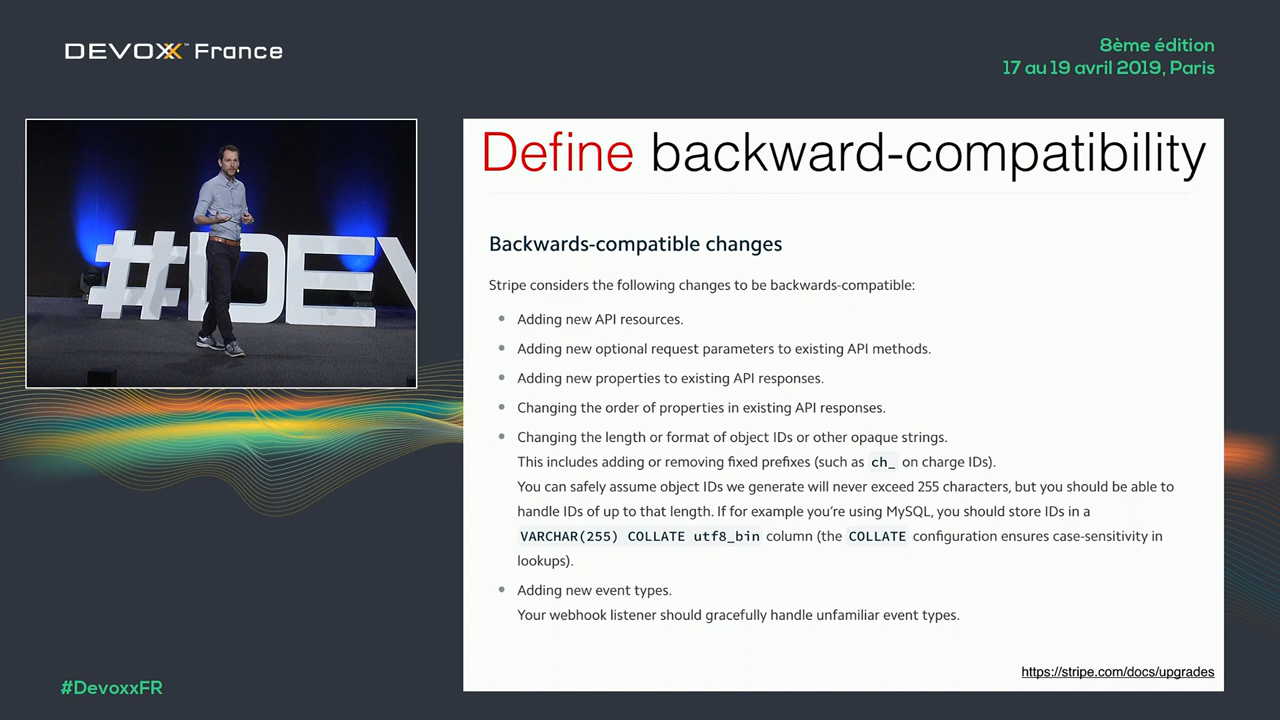 DEVOXX™ France
8ème édition
17 au 19 avril 2019, Paris
#DEV
Define backward-compatibility
Backwards-compatible changes
Stripe considers the following changes to be backwards-compatible:
• Adding new API resources.
• Adding new optional request parameters to existing API methods.
• Adding new properties to existing API responses.
• Changing the order of properties in existing API responses.
• Changing the length or format of object IDs or other opaque strings.
This includes adding or removing fixed prefixes (such as ch_ on charge IDs).
You can safely assume object IDs we generate will never exceed 255 characters, but you should be able to
handle IDs of up to that length. If for example you're using MySQL, you should store IDs in a
VARCHAR(255) COLLATE utf8_bin column (the COLLATE configuration ensures case-sensitivity in
lookups).
• Adding new event types.
Your webhook listener should gracefully handle unfamiliar event types.
https://stripe.com/docs/upgrades
#DevoxxFR